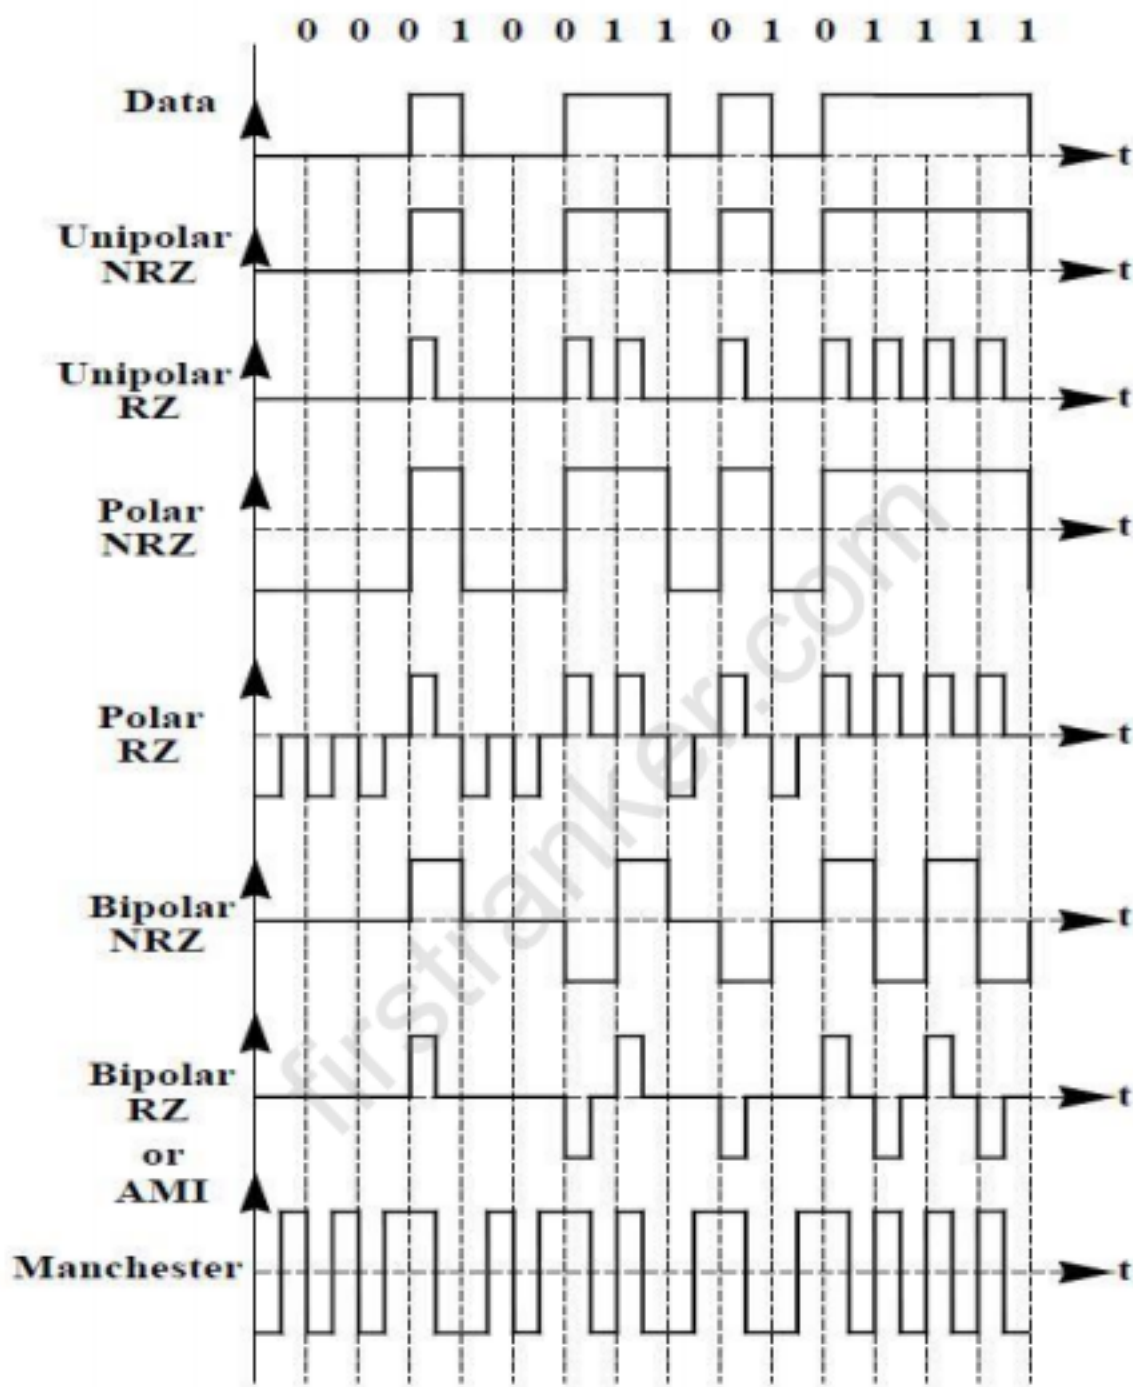 0 0 0 1 0 0 1 1 0 1 0 1 1 1 1
Data
t
Unipolar
NRZ
t
Unipolar
RZ
t
Polar
NRZ
t
Polar
RZ
t
Bipolar
NRZ
t
Bipolar
RZ
or
AMI
t
Manchester
t
firstranker.com